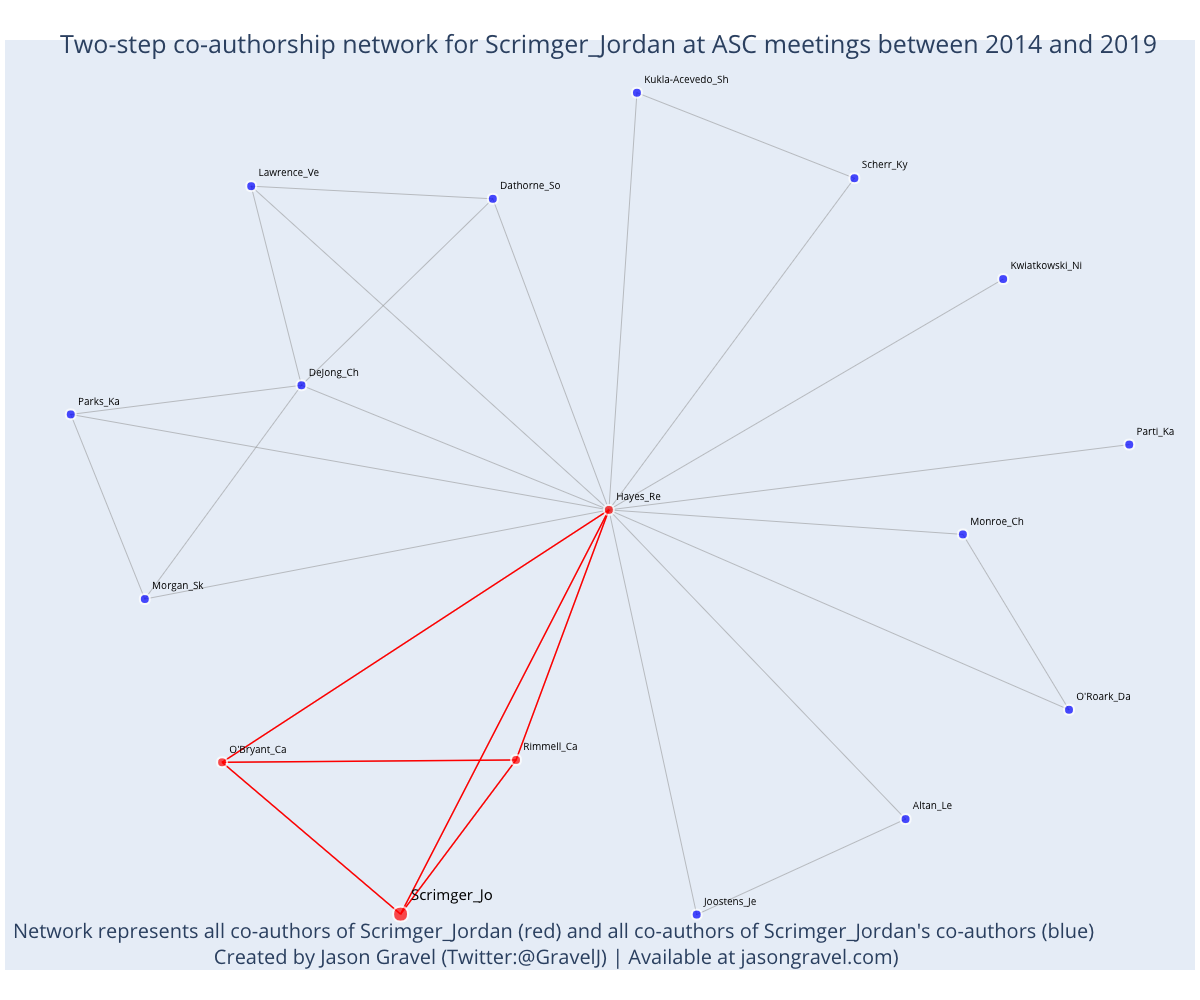 Two-step co-authorship network for Scrimger_Jordan at ASC meetings between 2014 and 2019
Kukla-Acevedo_Sh
Scherr_Ky
Lawrence_Ve
Dathorne_So
Kwiatkowski_Ni
DeJong_Ch
Parks_Ka
Parti_Ka
Hayes_Re
Monroe_Ch
Morgan_Sk
O'Roark_Da
O'Bryant_Ca
Rimmell_Ca
Altan_Le
Scrimger_Jo
Joostens_Je
Network represents all co-authors of Scrimger_Jordan (red) and all co-authors of Scrimger_Jordan's co-authors (blue)
Created by Jason Gravel (Twitter:@GravelJ) | Available at jasongravel.com)